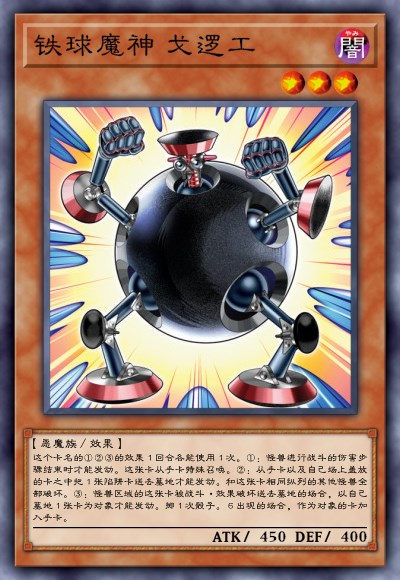 铁球魔神 戈逻工
やみ
闇
【恶魔族/效果】
这个卡名的①②③的效果1回合各能使用1次。①：怪兽进行战斗的伤害步
骤结束时才能发动。这张卡从手卡特殊召唤。②：从手卡以及自己场上盖放
的卡之中把1张陷阱卡送去墓地才能发动。和这张卡相同纵列的其他怪兽全
部破坏。③：怪兽区域的这张卡被战斗·效果破坏送去墓地的场合，以自己
墓地1张卡为对象才能发动。掷1次骰子。6出现的场合，作为对象的卡加
入手卡。
ATK/ 450 DEF/ 400